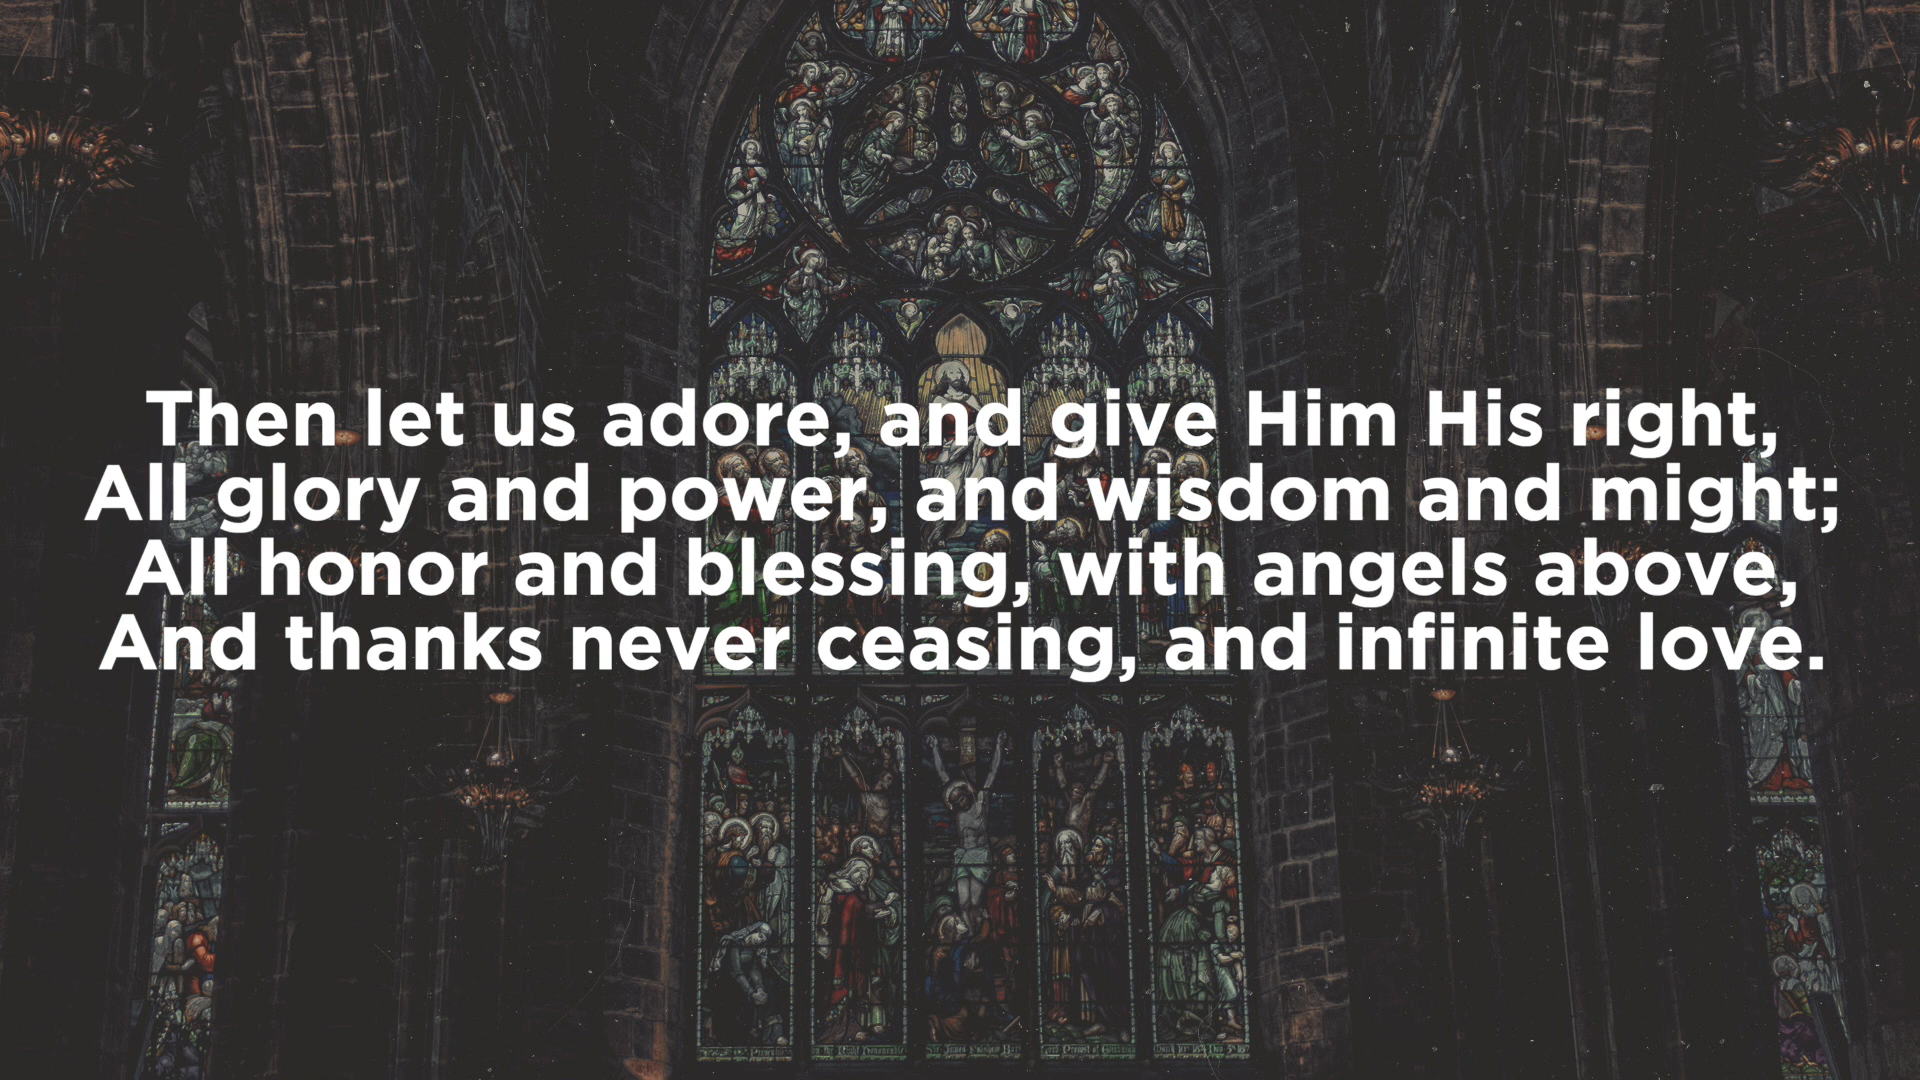 Then let us adore, and give Him His right,
All glory and power, and wisdom and might;
All honor and blessing, with angels above,
And thanks never ceasing, and infinite love.